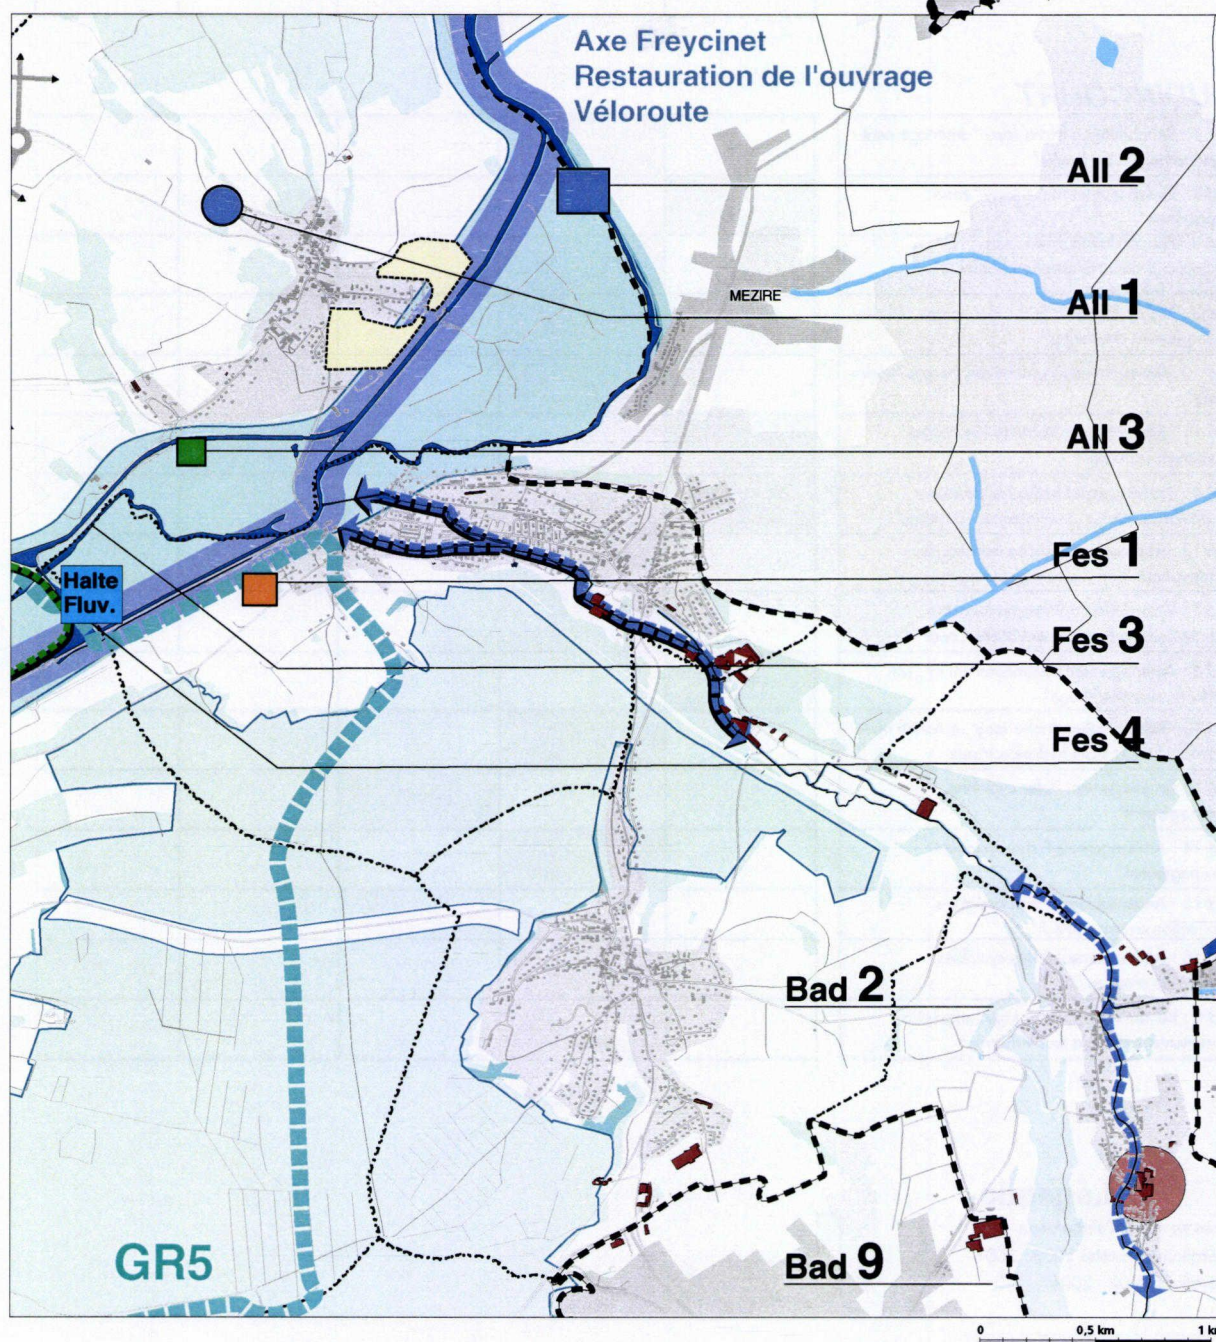 Axe Freycinet
Restauration de l'ouvrage
Véloroute
All 2
MEZIRE
All 1
All 3
Fes 1
Halte
Fluv.
Fes 3
Fes 4
Bad 2
GR5
Bad 9
0 0,5 km